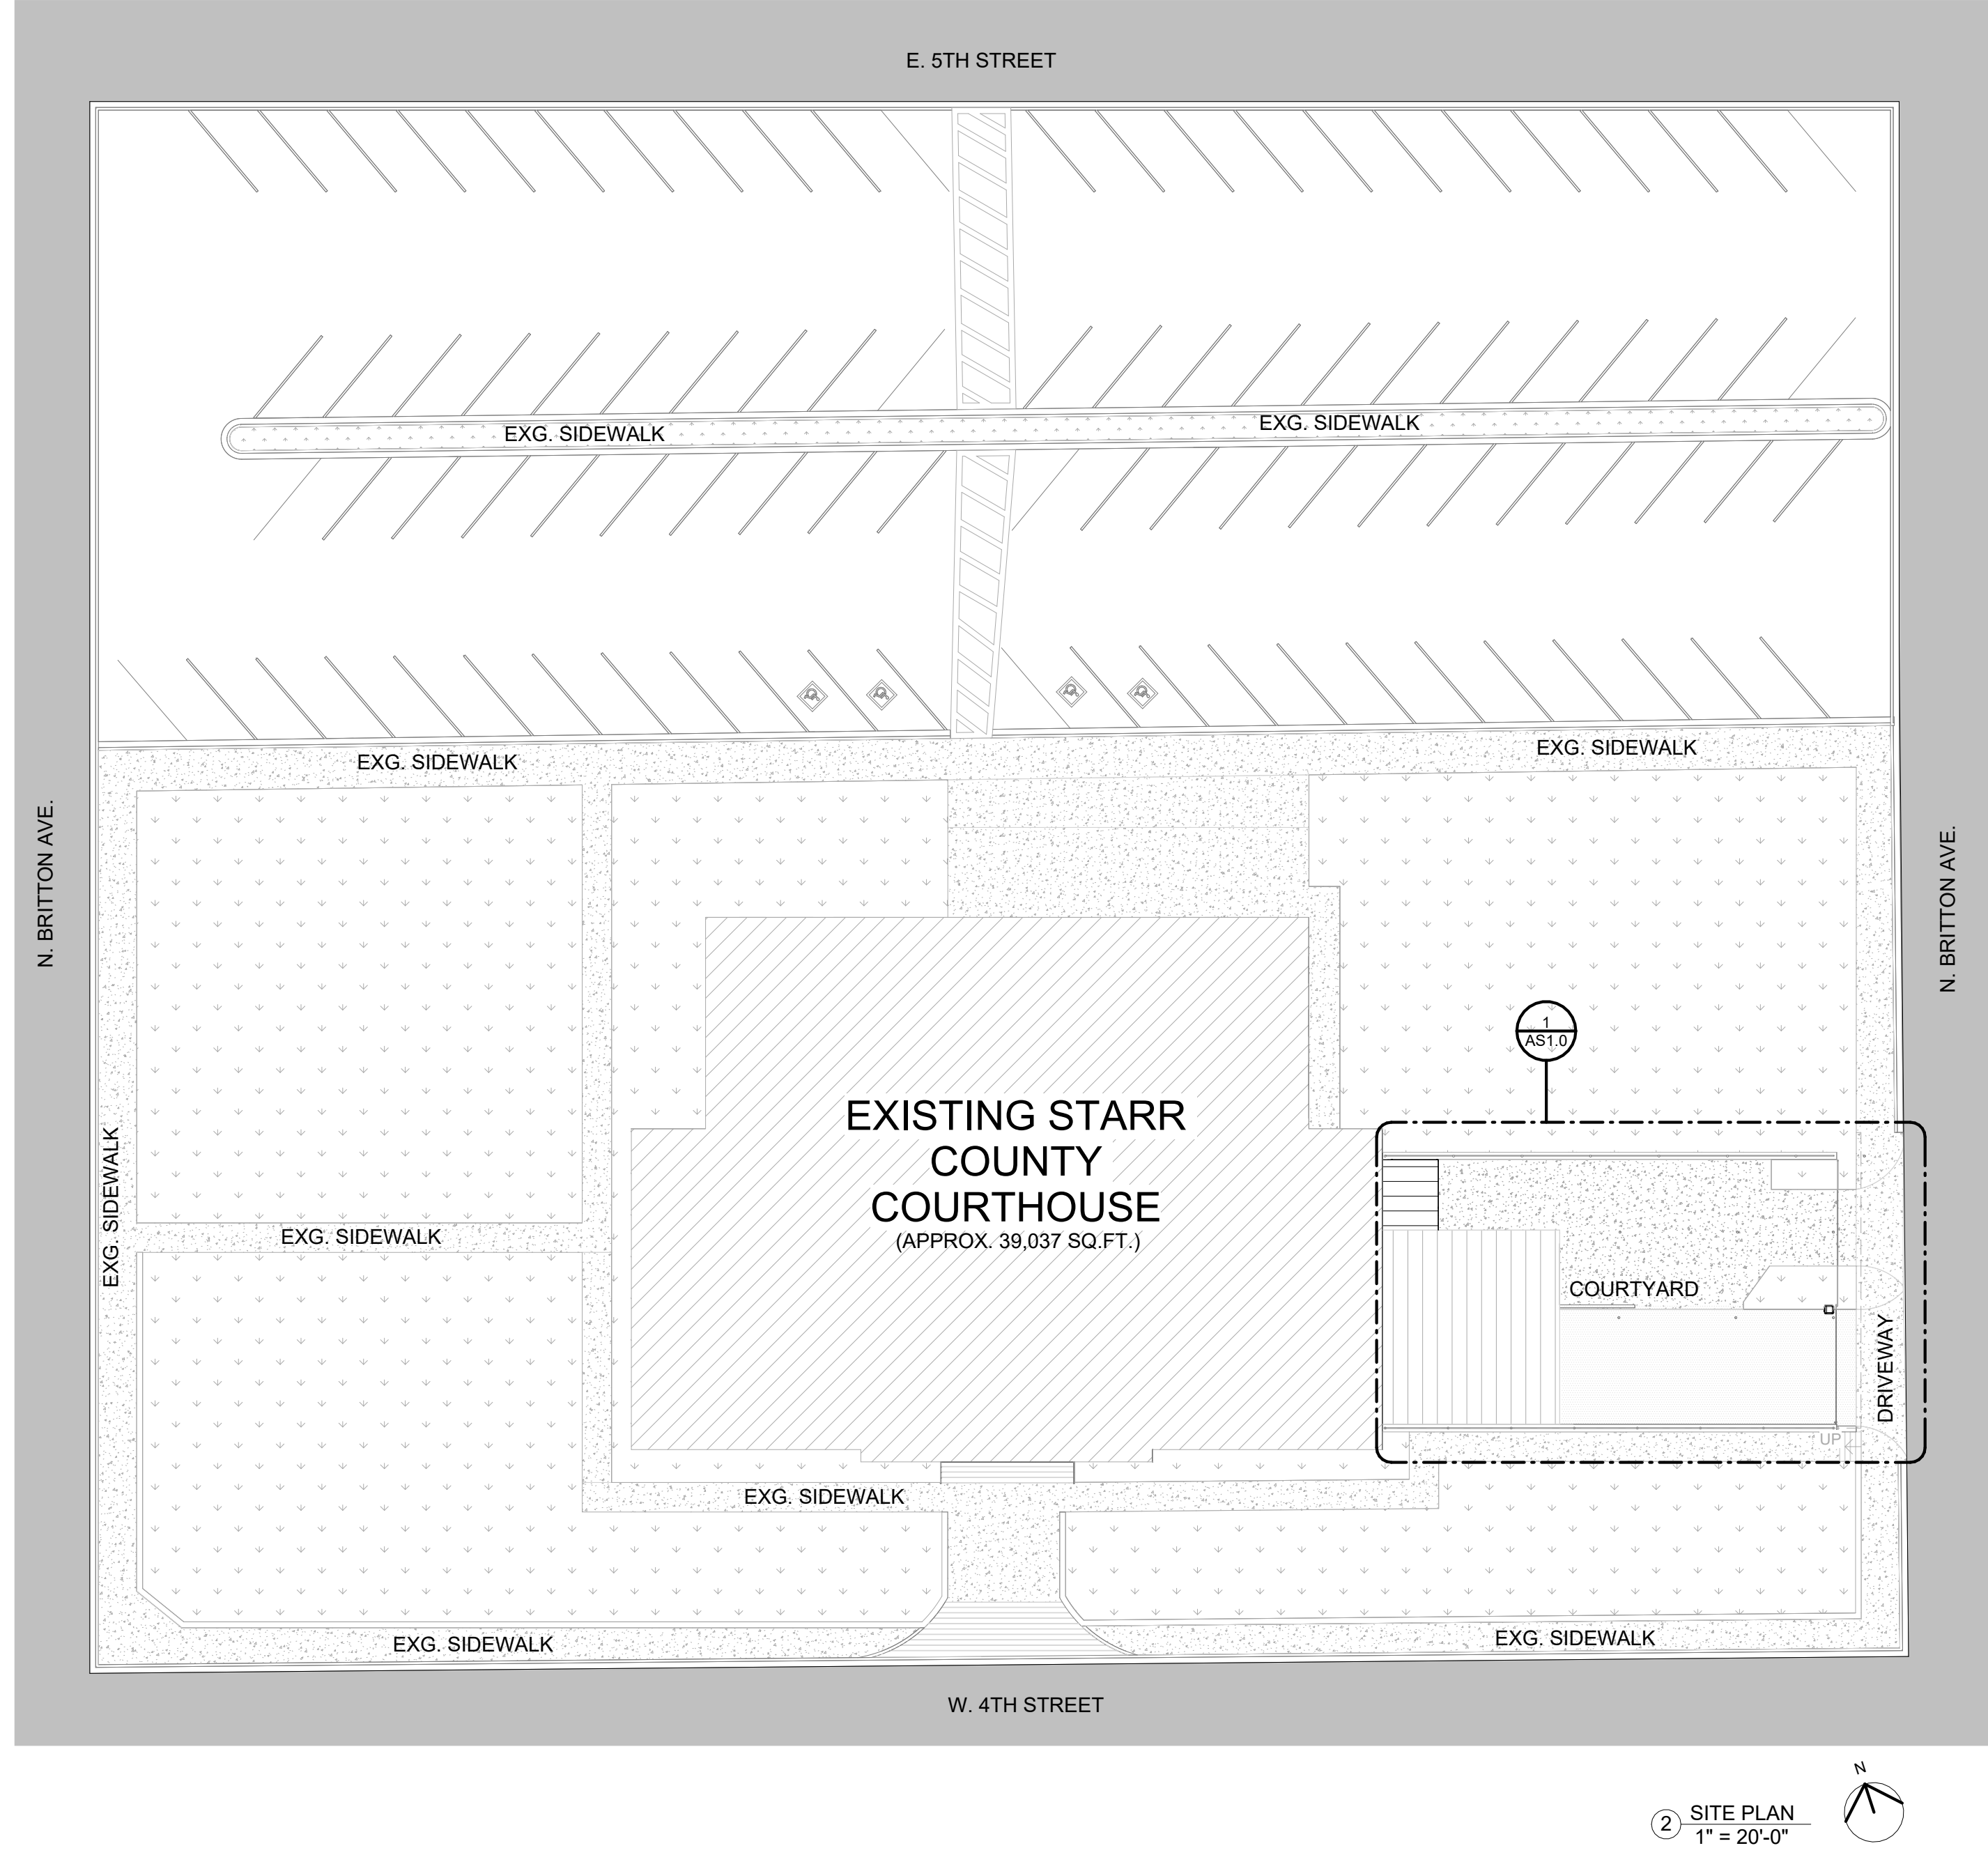 E. 5TH STREET
EXG. SIDEWALK
EXG. SIDEWALK
EXG. SIDEWALK
EXG. SIDEWALK
N. BRITTON AVE.
N. BRITTON AVE.
1
AS1.0
EXISTING STARR
COUNTY
COURTHOUSE
(APPROX. 39,037 SQ.FT.)
EXG. SIDEWALK
EXG. SIDEWALK
COURTYARD
DRIVEWAY
UP
EXG. SIDEWALK
EXG. SIDEWALK
EXG. SIDEWALK
W. 4TH STREET
N
2
SITE PLAN
1" = 20'-0"